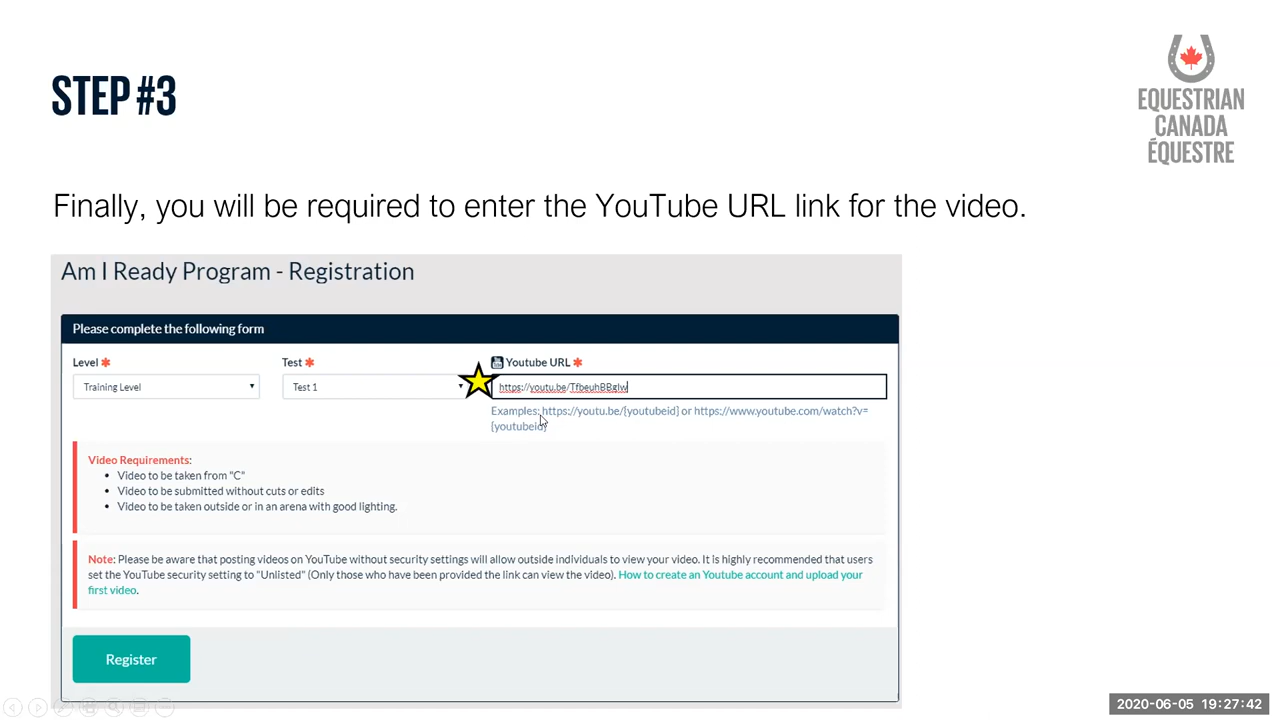 STEP #3
EQUESTRIAN
CANADA
ÉQUESTRE
Finally, you will be required to enter the YouTube URL link for the video.
Am I Ready Program - Registration
Please complete the following form
Level * Test * Youtube URL *
Training Level Test 1 https://youtu.be/TfbeuhBBgIw
Examples: https://youtu.be/[youtubeid] or https://www.youtube.com/watch?v=
[youtubeid]
Video Requirements:
• Video to be taken from "C"
• Video to be submitted without cuts or edits
• Video to be taken outside or in an arena with good lighting.
Note: Please be aware that posting videos on YouTube without security settings will allow outside individuals to view your video. It is highly recommended that users
set the YouTube security setting to "Unlisted" (Only those who have been provided the link can view the video). How to create an Youtube account and upload your
first video.
Register
2020-06-05 19:27:42